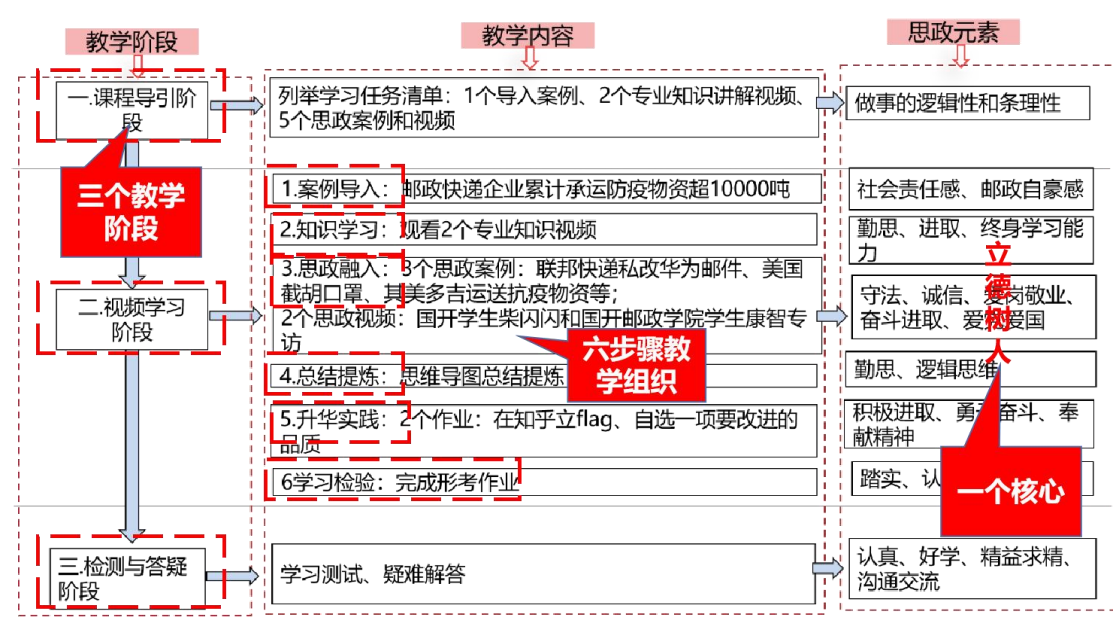 教学阶段
教学内容
思政元素
一.课程导引阶
段
列举学习任务清单：1个导入案例、2个专业知识讲解视频、
5个思政案例和视频
做事的逻辑性和条理性
三个教学
阶段
1.案例导入：邮政快递企业累计承运防疫物资超10000吨
社会责任感、邮政自豪感
2.知识学习：观看2个专业知识视频
勤思、进取、终身学习能
力
二.视频学习
阶段
3.思政融入：3个思政案例：联邦快递私改华为邮件、美国
截胡口罩、其美多吉运送抗疫物资等；
2个思政视频：国开学生柴闪闪和国开邮政学院学生康智专
访
守法、诚信、爱岗敬业、
奋斗进取、爱党爱国
立德树人
六步骤教
学组织
4.总结提炼：思维导图总结提炼
勤思、逻辑思维
5.升华实践：2个作业：在知乎立flag、自选一项要改进的
品质
积极进取、勇于奋斗、奉
献精神
6学习检验：完成形考作业
踏实、认
一个核心
三.检测与答疑
阶段
学习测试、疑难解答
认真、好学、精益求精、
沟通交流